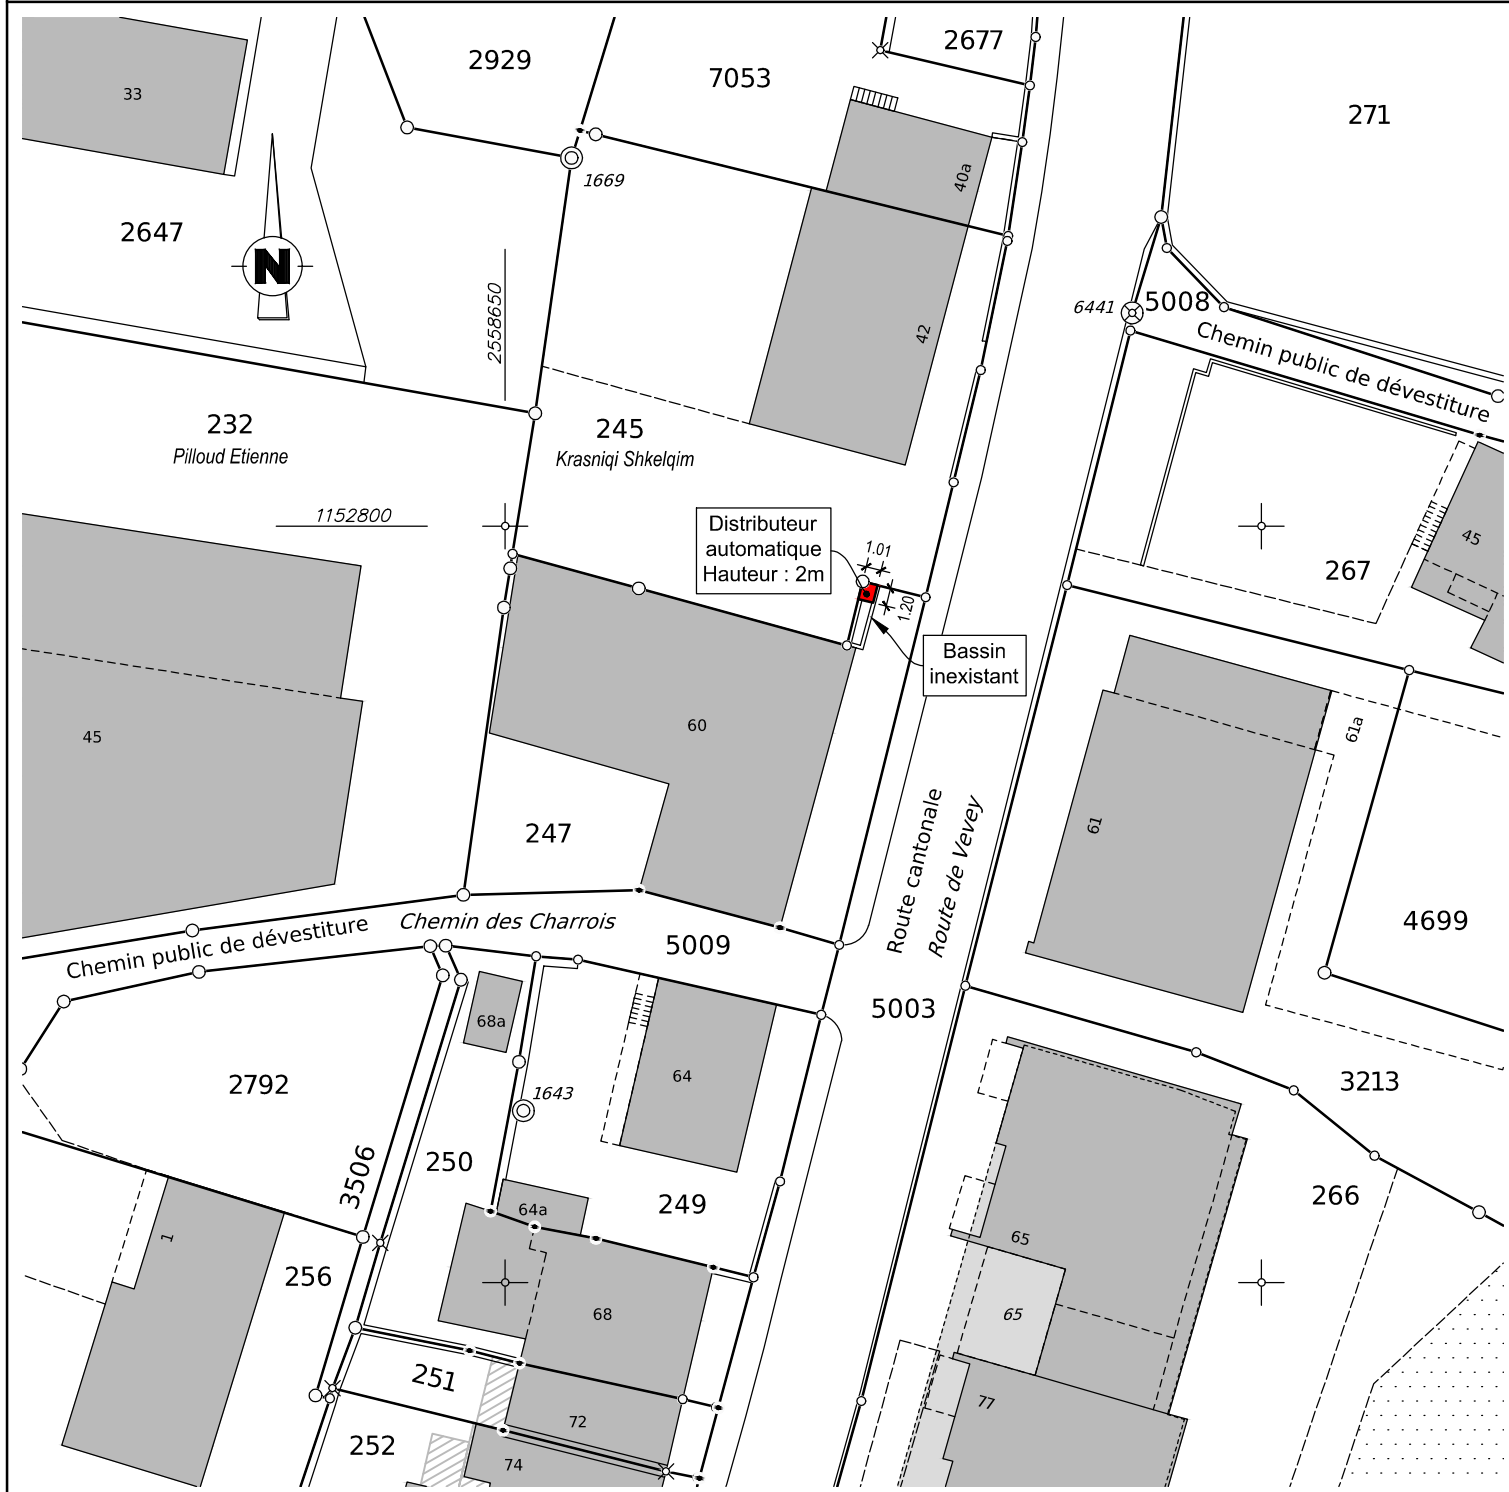 2929
7053
2677
33
271
40a
1669
2647
N
2558650
42
6441
5008
Chemin public de dévestiture
232
Pilloud Etienne
245
Krasniqi Shkelqim
1152800
Distributeur
automatique
Hauteur : 2m
1.01
1.20
267
45
Bassin
inexistant
45
60
61a
61
247
Route cantonale
Route de Vevey
Chemin public de dévestiture
Chemin des Charrois
5009
4699
5003
68a
64
2792
1643
3213
3506
250
249
266
64a
1
65
256
68
65
251
72
77
252
74